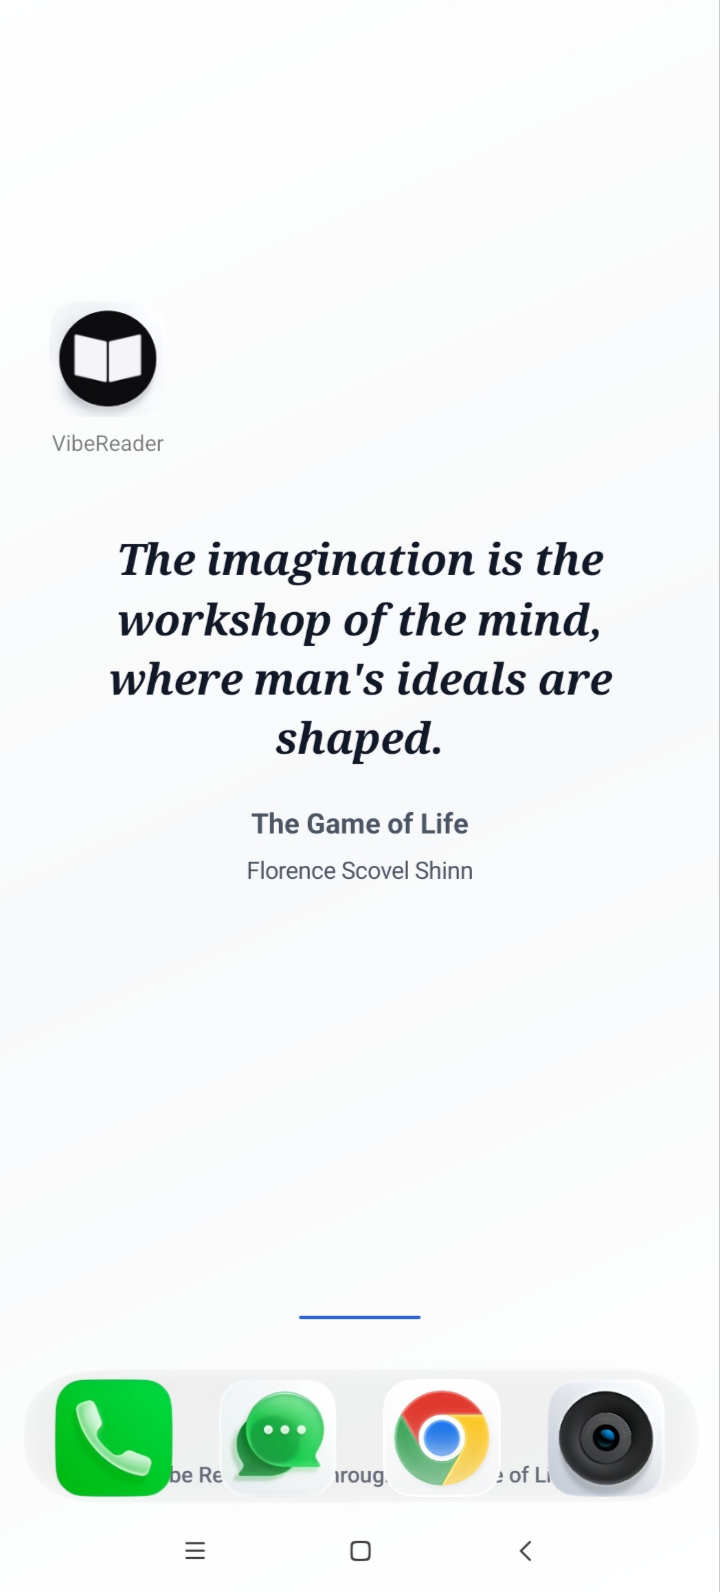 VibeReader
The imagination is the
workshop of the mind,
where man's ideals are
shaped.
The Game of Life
Florence Scovel Shinn
of